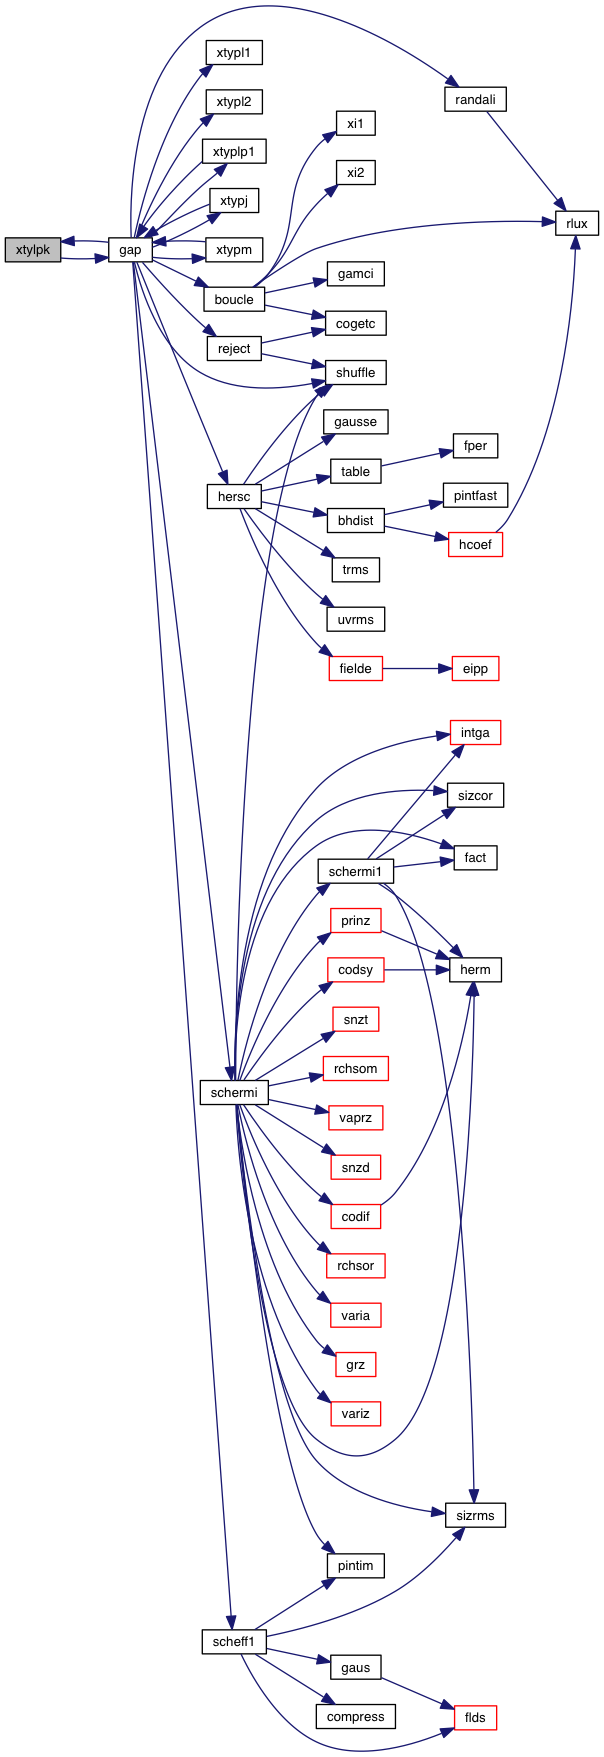 xtypl1
xtypl2
randali
xi1
xtyplp1
xi2
xtypj
rlux
xtylpk
gap
xtypm
gamci
boucle
cogetc
reject
shuffle
gausse
fper
table
hersc
pintfast
bhdist
hcoef
trms
uvrms
fielde
eipp
intga
sizcor
fact
schermi1
prinz
herm
codsy
snzt
rchsom
schermi
vaprz
snzd
codif
rchsor
varia
grz
variz
sizrms
pintim
scheff1
gaus
compress
flds